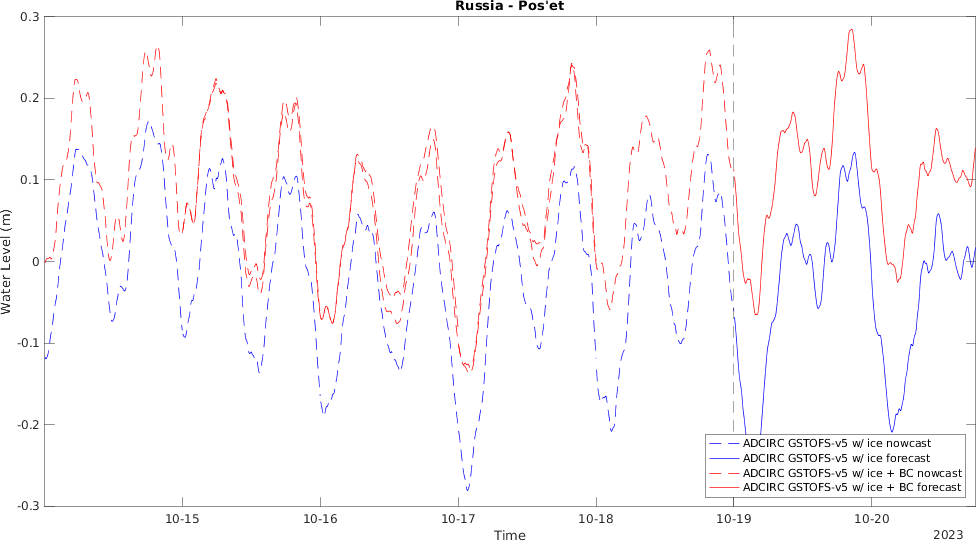 Russia - Pos'et
Water Level (m)
0.3
0.2
0.1
0
-0.1
-0.2
-0.3
10-15
10-16
10-17
10-18
10-19
10-20
Time
2023
ADCIRC GSTOFS-v5 w/ ice nowcast
ADCIRC GSTOFS-v5 w/ ice forecast
ADCIRC GSTOFS-v5 w/ ice + BC nowcast
ADCIRC GSTOFS-v5 w/ ice + BC forecast